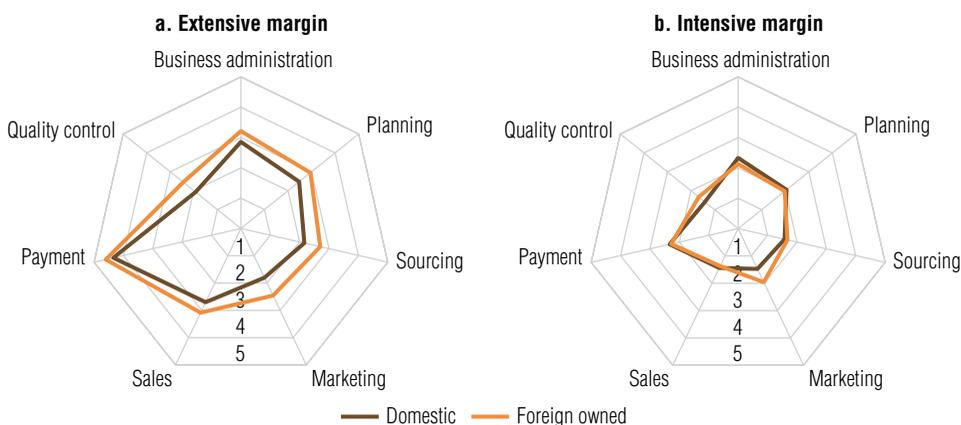 a. Extensive margin
Business administration
Quality control
Planning
Payment
Sourcing
1
2
3
4
5
Sales
Marketing
b. Intensive margin
Business administration
Quality control
Planning
Payment
Sourcing
1
2
3
4
5
Sales
Marketing
Domestic
Foreign owned